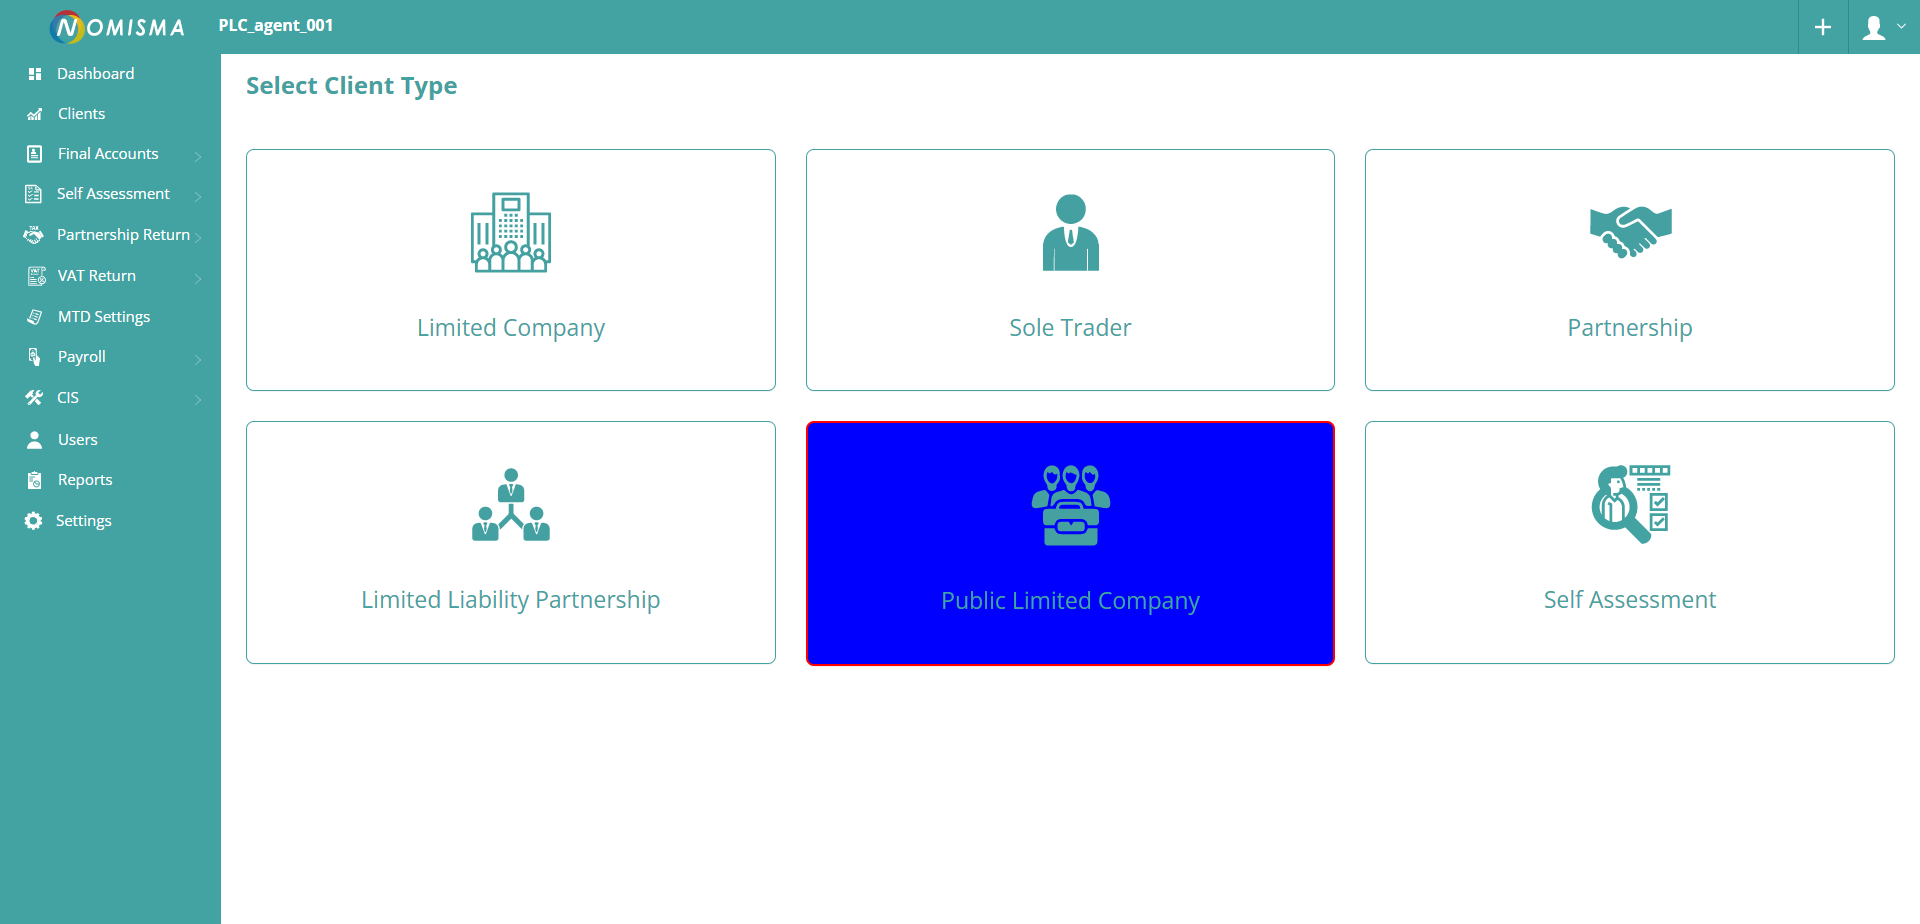 NOMISMA
PLC_agent_001
Dashboard
Clients
Final Accounts
Self Assessment
Partnership Return
VAT Return
MTD Settings
Payroll
CIS
Users
Reports
Settings
Select Client Type
Limited Company
Sole Trader
Partnership
Limited Liability Partnership
Public Limited Company
Self Assessment